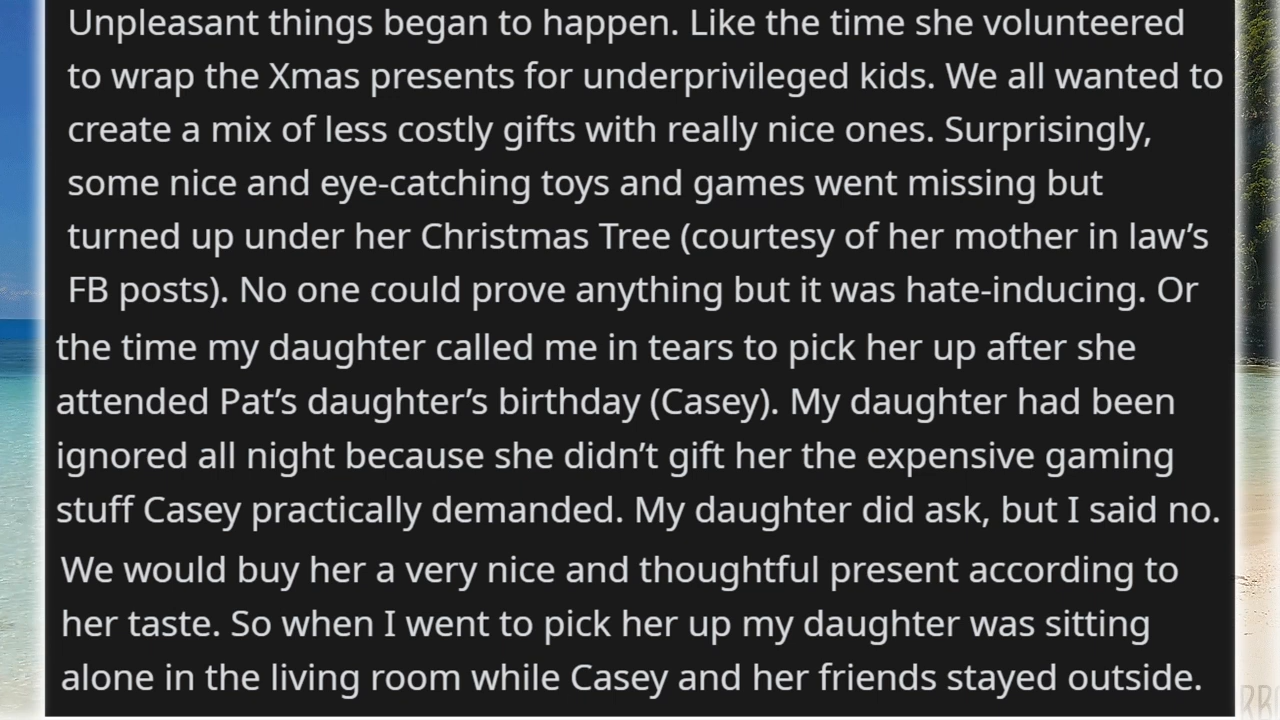 Unpleasant things began to happen. Like the time she volunteered
to wrap the Xmas presents for underprivileged kids. We all wanted to
create a mix of less costly gifts with really nice ones. Surprisingly,
some nice and eye-catching toys and games went missing but
turned up under her Christmas Tree (courtesy of her mother in law’s
FB posts). No one could prove anything but it was hate-inducing. Or
the time my daughter called me in tears to pick her up after she
attended Pat’s daughter’s birthday (Casey). My daughter had been
ignored all night because she didn’t gift her the expensive gaming
stuff Casey practically demanded. My daughter did ask, but I said no.
We would buy her a very nice and thoughtful present according to
her taste. So when I went to pick her up my daughter was sitting
alone in the living room while Casey and her friends stayed outside.